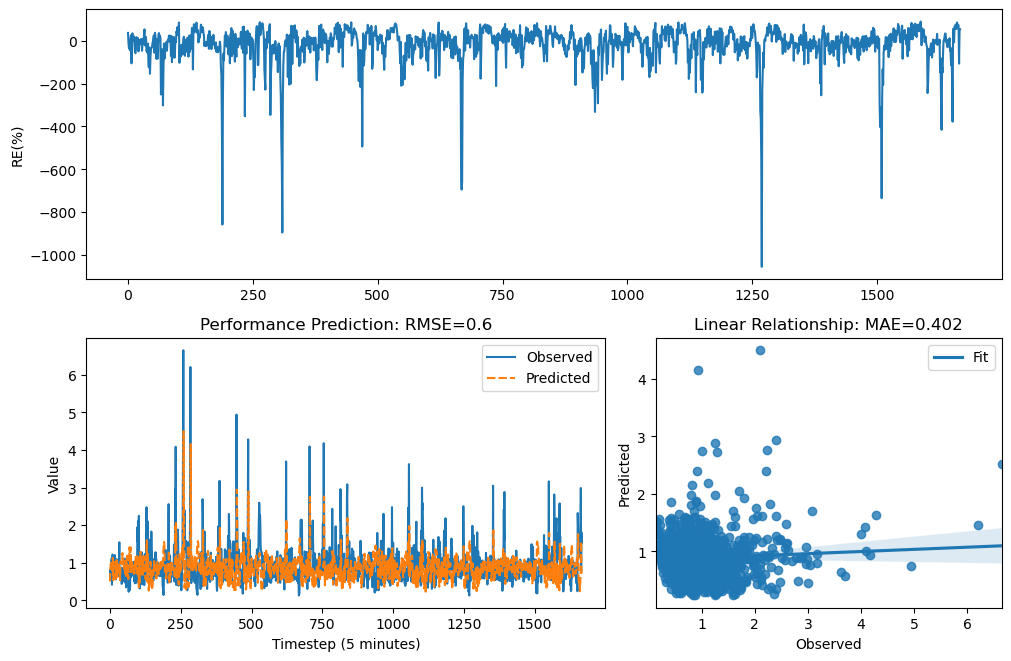 RE(%)
0
−200
−400
−600
−800
−1000
0 250 500 750 1000 1250 1500
Performance Prediction: RMSE=0.6
Value
6
5
4
3
2
1
0
Observed
Predicted
0 250 500 750 1000 1250 1500
Timestep (5 minutes)
Linear Relationship: MAE=0.402
Predicted
4
3
2
1
Fit
1 2 3 4 5 6
Observed